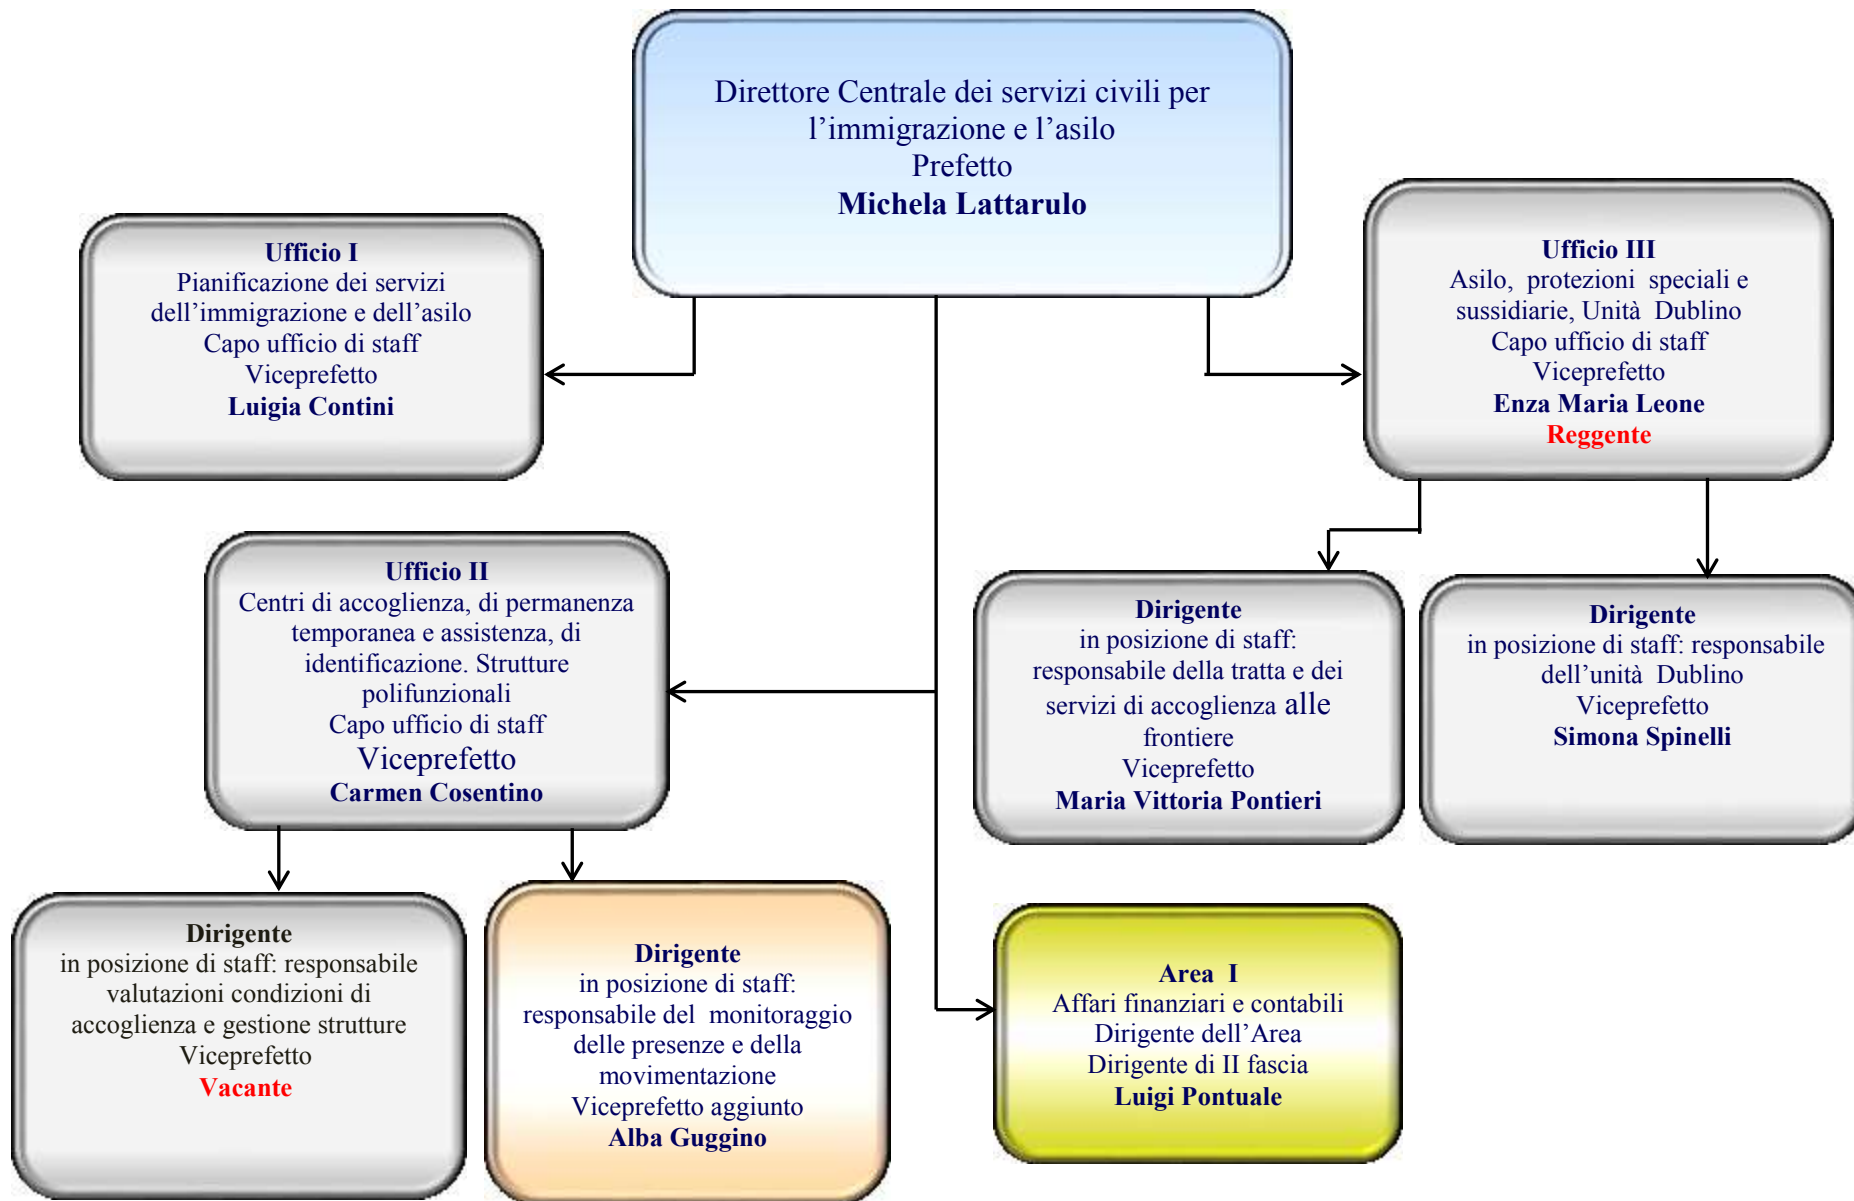 Direttore Centrale dei servizi civili per
l’immigrazione e l’asilo
Prefetto
Michela Lattarulo
Ufficio I
Pianificazione dei servizi
dell’immigrazione e dell’asilo
Capo ufficio di staff
Viceprefetto
Luigia Contini
Ufficio III
Asilo, protezioni speciali e
sussidiarie, Unità Dublino
Capo ufficio di staff
Viceprefetto
Enza Maria Leone
Reggente
Ufficio II
Centri di accoglienza, di permanenza
temporanea e assistenza, di
identificazione. Strutture
polifunzionali
Capo ufficio di staff
Viceprefetto
Carmen Cosentino
Dirigente
in posizione di staff:
responsabile della tratta e dei
servizi di accoglienza alle
frontiere
Viceprefetto
Maria Vittoria Pontieri
Dirigente
in posizione di staff: responsabile
dell’unità Dublino
Viceprefetto
Simona Spinelli
Dirigente
in posizione di staff: responsabile
valutazioni condizioni di
accoglienza e gestione strutture
Viceprefetto
Vacante
Dirigente
in posizione di staff:
responsabile del monitoraggio
delle presenze e della
movimentazione
Viceprefetto aggiunto
Alba Guggino
Area I
Affari finanziari e contabili
Dirigente dell’Area
Dirigente di II fascia
Luigi Pontuale